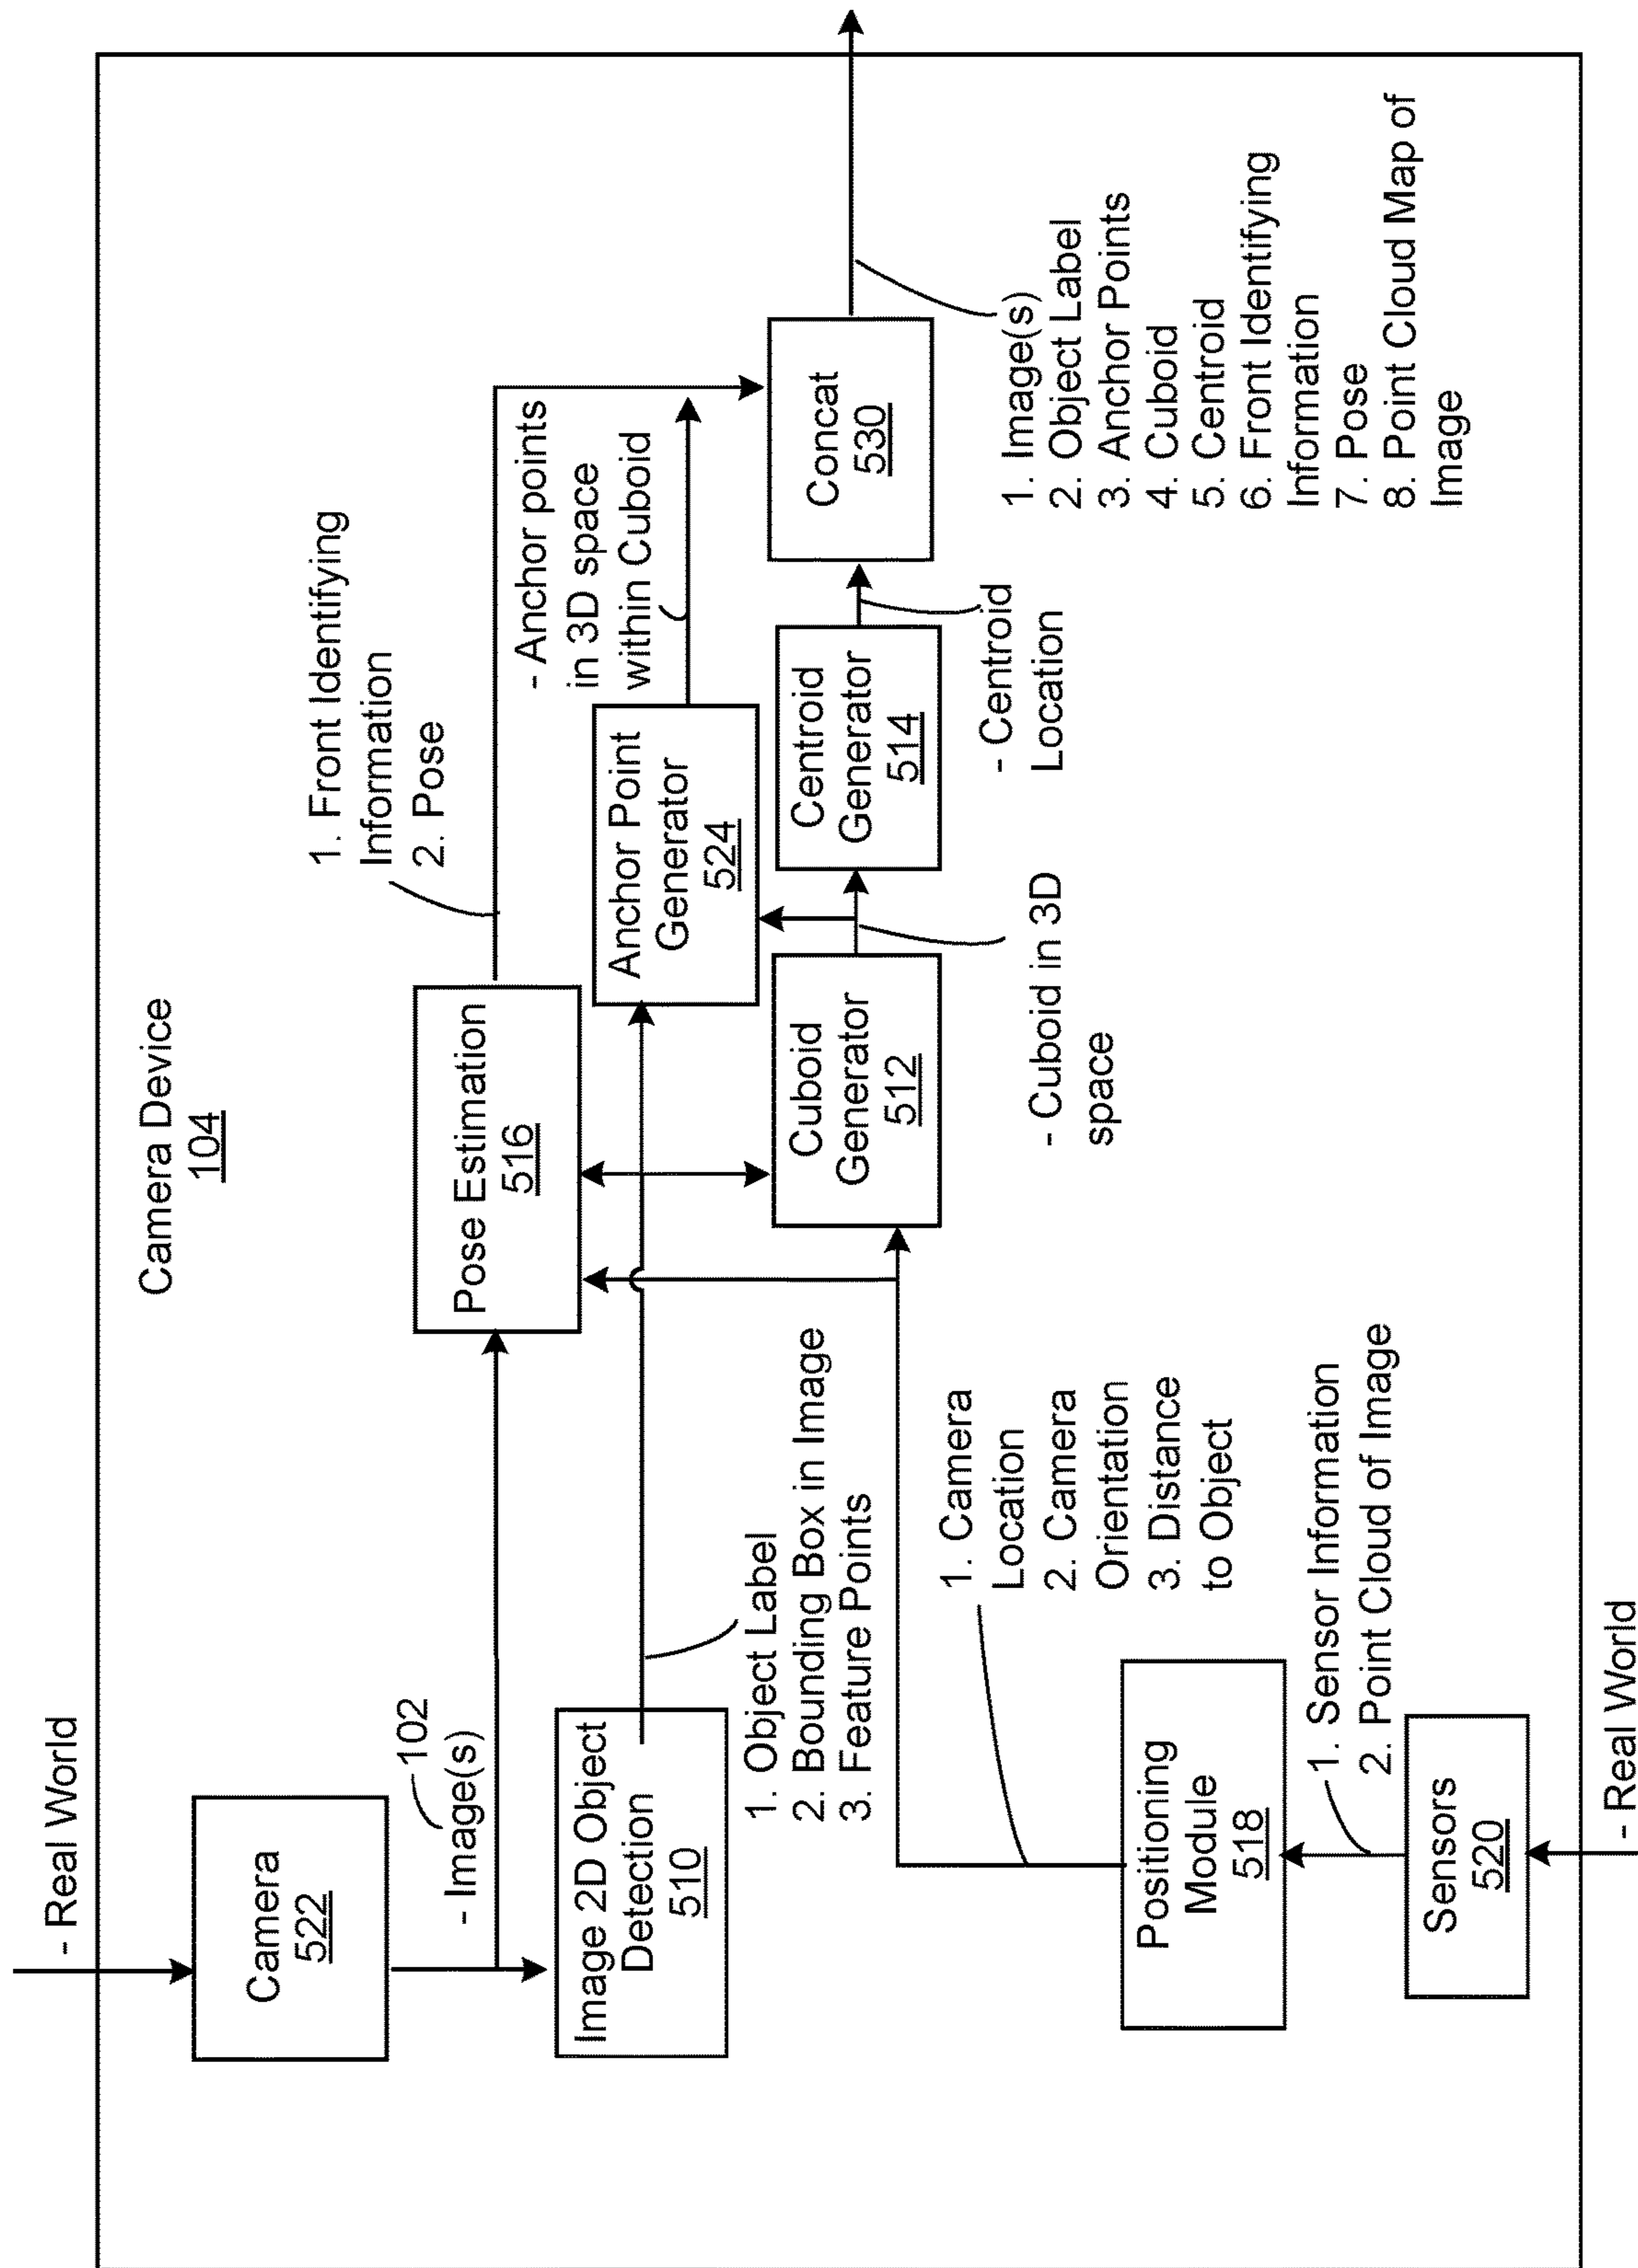 Camera Device
104
- Real World
Camera
522
102
- Image(s)
Image 2D Object
Detection
510
1. Object Label
2. Bounding Box in Image
3. Feature Points
Pose Estimation
516
1. Front Identifying
Information
2. Pose
Anchor Point
Generator
524
- Anchor points
in 3D space
within Cuboid
Cuboid
Generator
512
- Cuboid in 3D
space
Centroid
Generator
514
- Centroid
Location
Concat
530
1. Image(s)
2. Object Label
3. Anchor Points
4. Cuboid
5. Centroid
6. Front Identifying
Information
7. Pose
8. Point Cloud Map of
Image
1. Camera
Location
2. Camera
Orientation
3. Distance
to Object
Positioning
Module
518
1. Sensor Information
2. Point Cloud of Image
Sensors
520
- Real World